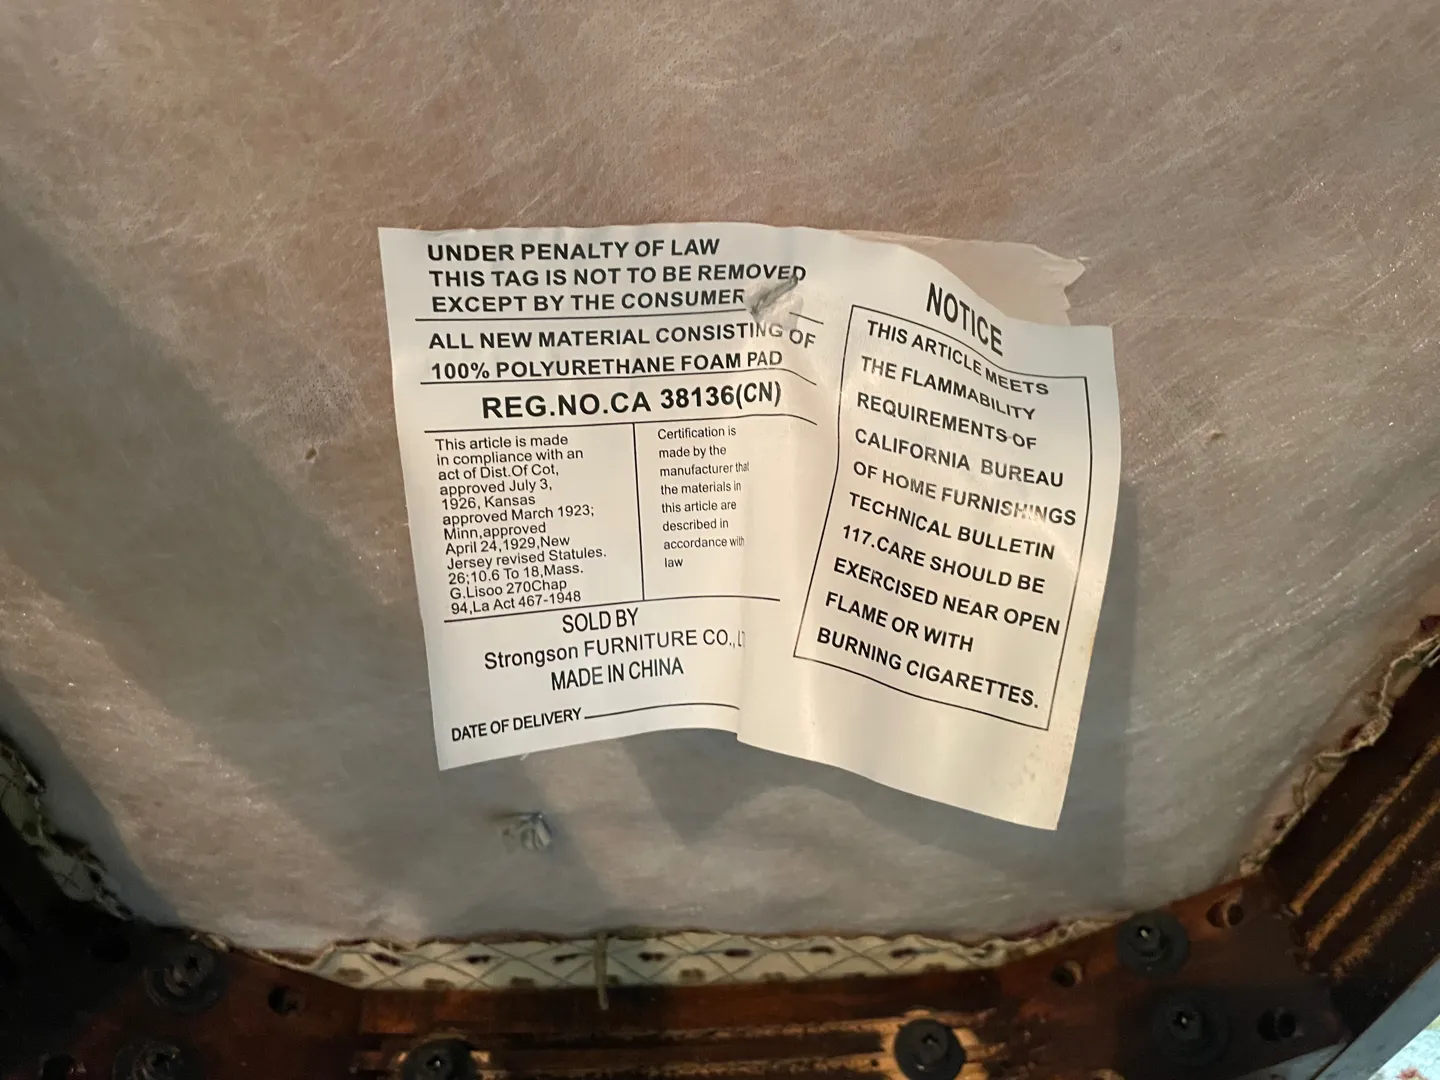 UNDER PENALTY OF LAW
THIS TAG IS NOT TO BE REMOVED
EXCEPT BY THE CONSUMER
ALL NEW MATERIAL CONSISTING OF
100% POLYURETHANE FOAM PAD
REG.NO.CA 38136(CN)
This article is made
in compliance with an
act of Dist.Of Cot,
approved July 3,
1926, Kansas
approved March 1923;
Minn,approved
April 24,1929,New
Jersey revised Statules.
26;10.6 To 18,Mass.
G.Lisoo 270Chap
94,La Act 467-1948
Certification is
made by the
manufacturer that
the materials in
this article are
described in
accordance with
law
SOLD BY
Strongson FURNITURE CO.,
MADE IN CHINA
DATE OF DELIVERY
NOTICE
THIS ARTICLE MEETS
THE FLAMMABILITY
REQUIREMENTS OF
CALIFORNIA BUREAU
OF HOME FURNISHINGS
TECHNICAL BULLETIN
117.CARE SHOULD BE
EXERCISED NEAR OPEN
FLAME OR WITH
BURNING CIGARETTES.